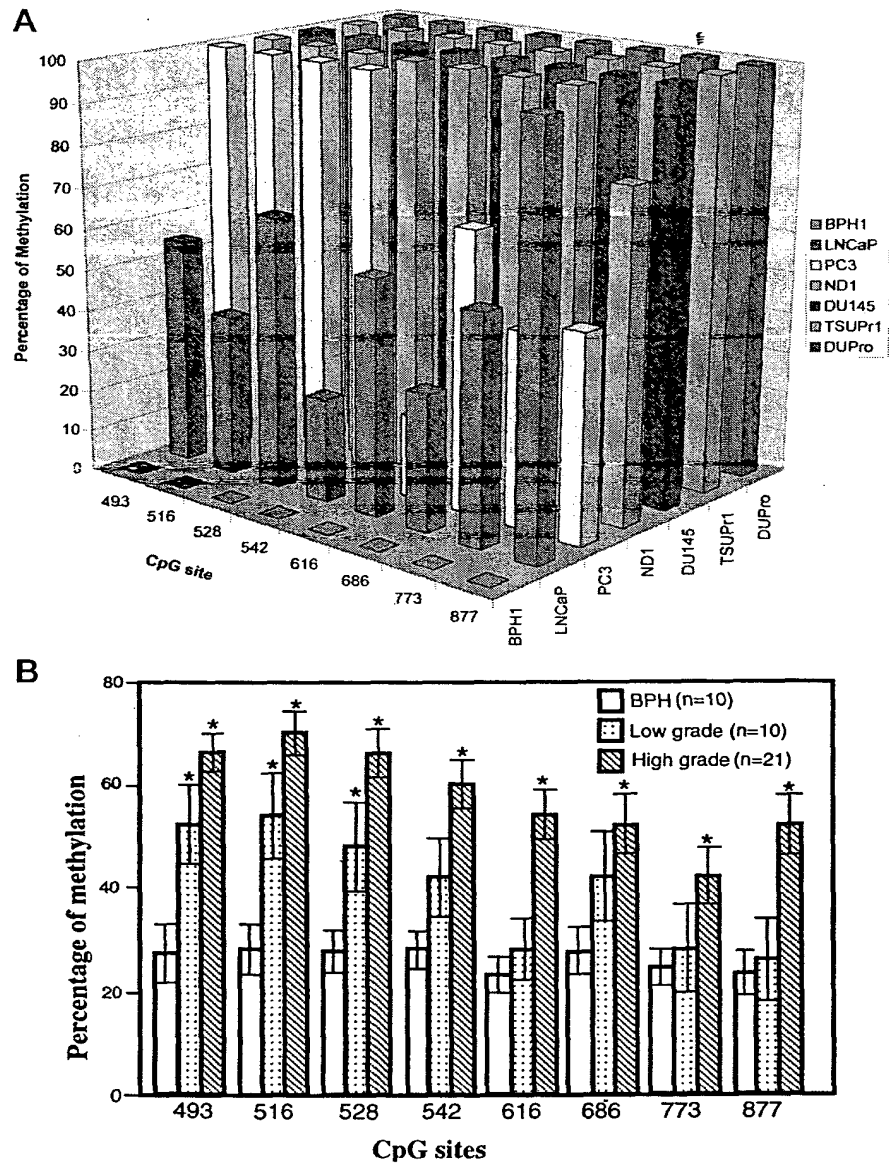 A
100
90
80
70
60
50
40
30
20
10
0
Percentage of Methylation
493
516
528
542
616
686
773
877
CpG site
BPH1
LNCaP
PC3
ND1
DU145
TSUPr1
DUPro
BPH1
LNCaP
PC3
ND1
DU145
TSUPr1
DUPro
B
80
60
40
20
0
Percentage of methylation
BPH (n=10)
Low grade (n=10)
High grade (n=21)
* * * * * * * * * * *
493 516 528 542 616 686 773 877
CpG sites